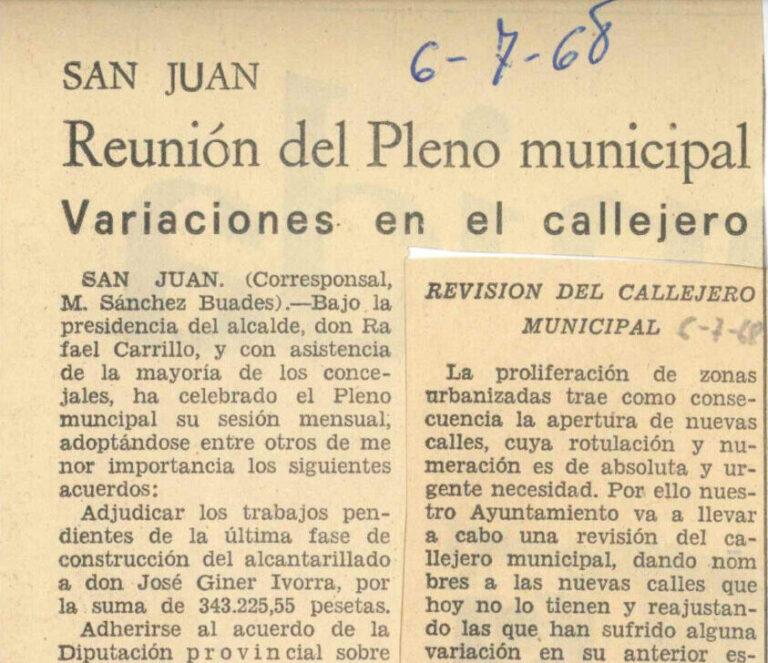 6-7-68
SAN JUAN
Reunión del Pleno municipal
Variaciones en el callejero
SAN JUAN. (Corresponsal,
M. Sánchez Buades).—Bajo la
presidencia del alcalde, don Ra
fael Carrillo, y con asistencia
de la mayoría de los conce-
jales, ha celebrado el Pleno
muncipal su sesión mensual,
adoptándose entre otros de me
nor importancia los siguientes
acuerdos:
Adjudicar los trabajos pen-
dientes de la última fase de
construcción del alcantarillado
a don José Giner Ivorra, por
la suma de 343.225,55 pesetas.
Adherirse al acuerdo de la
Diputación provincial sobre
REVISION DEL CALLEJERO
MUNICIPAL 6-7-68
La proliferación de zonas
urbanizadas trae como conse-
cuencia la apertura de nuevas
calles, cuya rotulación y nu-
meración es de absoluta y ur-
gente necesidad. Por ello nues-
tro Ayuntamiento va a llevar
a cabo una revisión del ca-
llejero municipal, dando nom
bres a las nuevas calles que
hoy no lo tienen y reajustan-
do las que han sufrido alguna
variación en su anterior es-